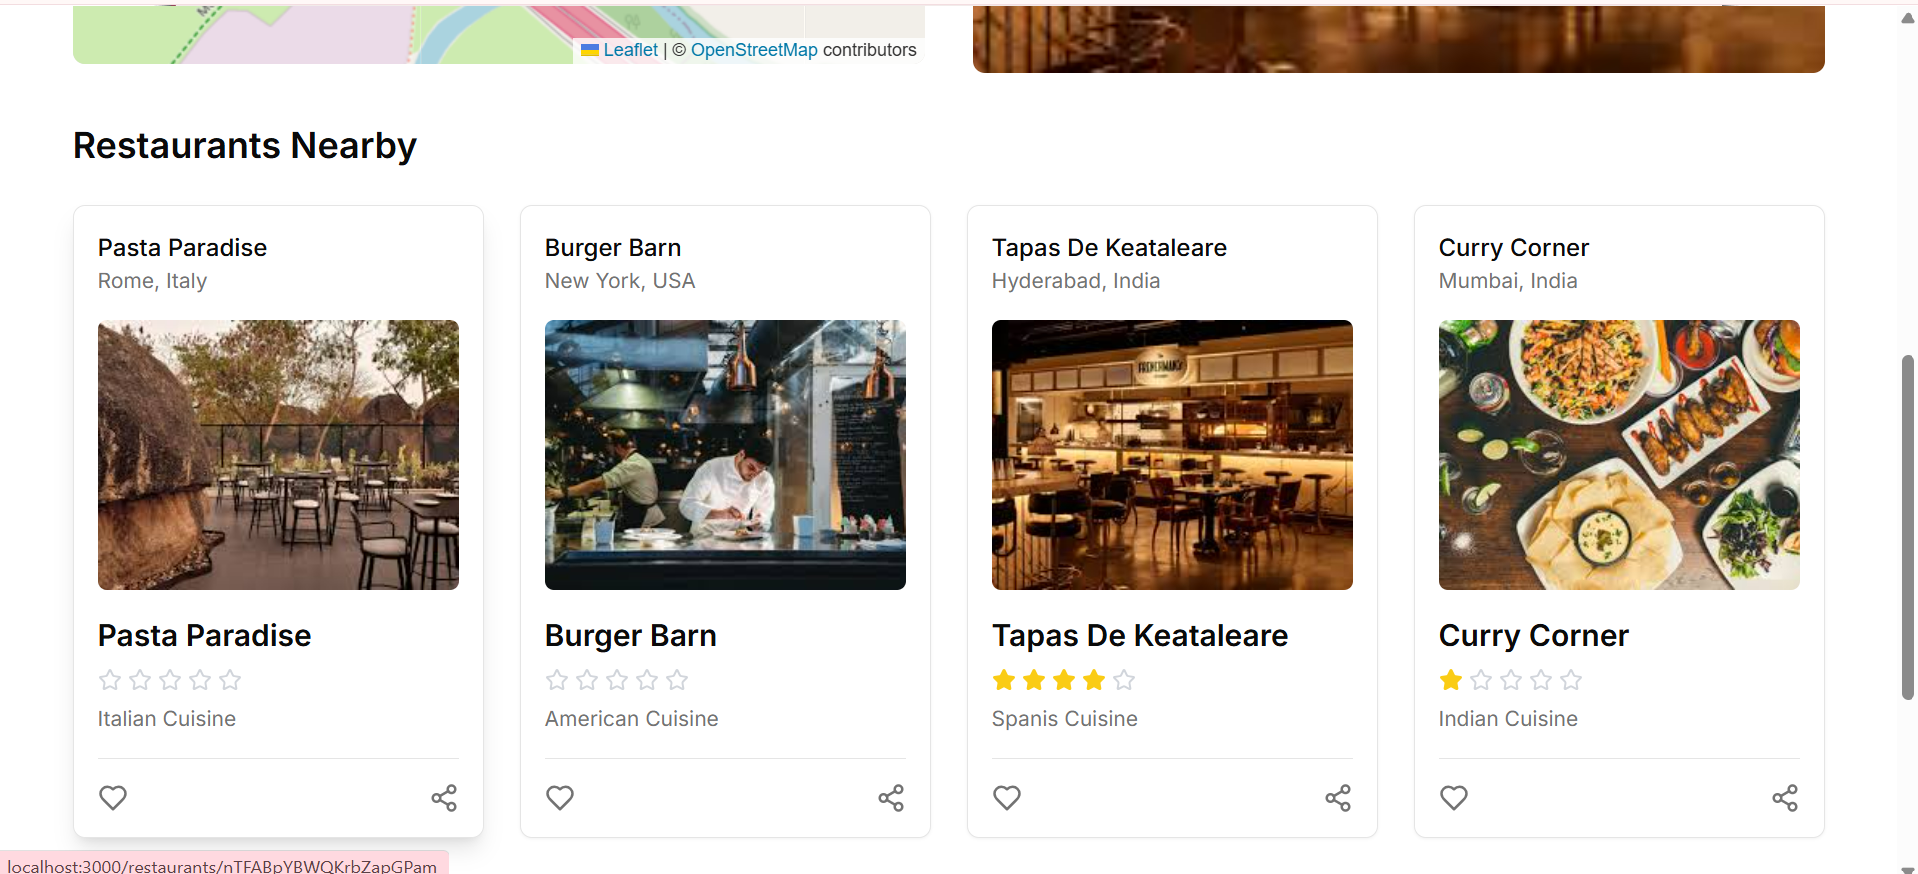 Leaflet | © OpenStreetMap contributors
Restaurants Nearby
Pasta Paradise
Rome, Italy
Burger Barn
New York, USA
Tapas De Keataleare
Hyderabad, India
Curry Corner
Mumbai, India
Pasta Paradise
Italian Cuisine
Burger Barn
American Cuisine
Tapas De Keataleare
Spanis Cuisine
Curry Corner
Indian Cuisine
localhost:3000/restaurants/nTFABpYBWQKrbZapGPam